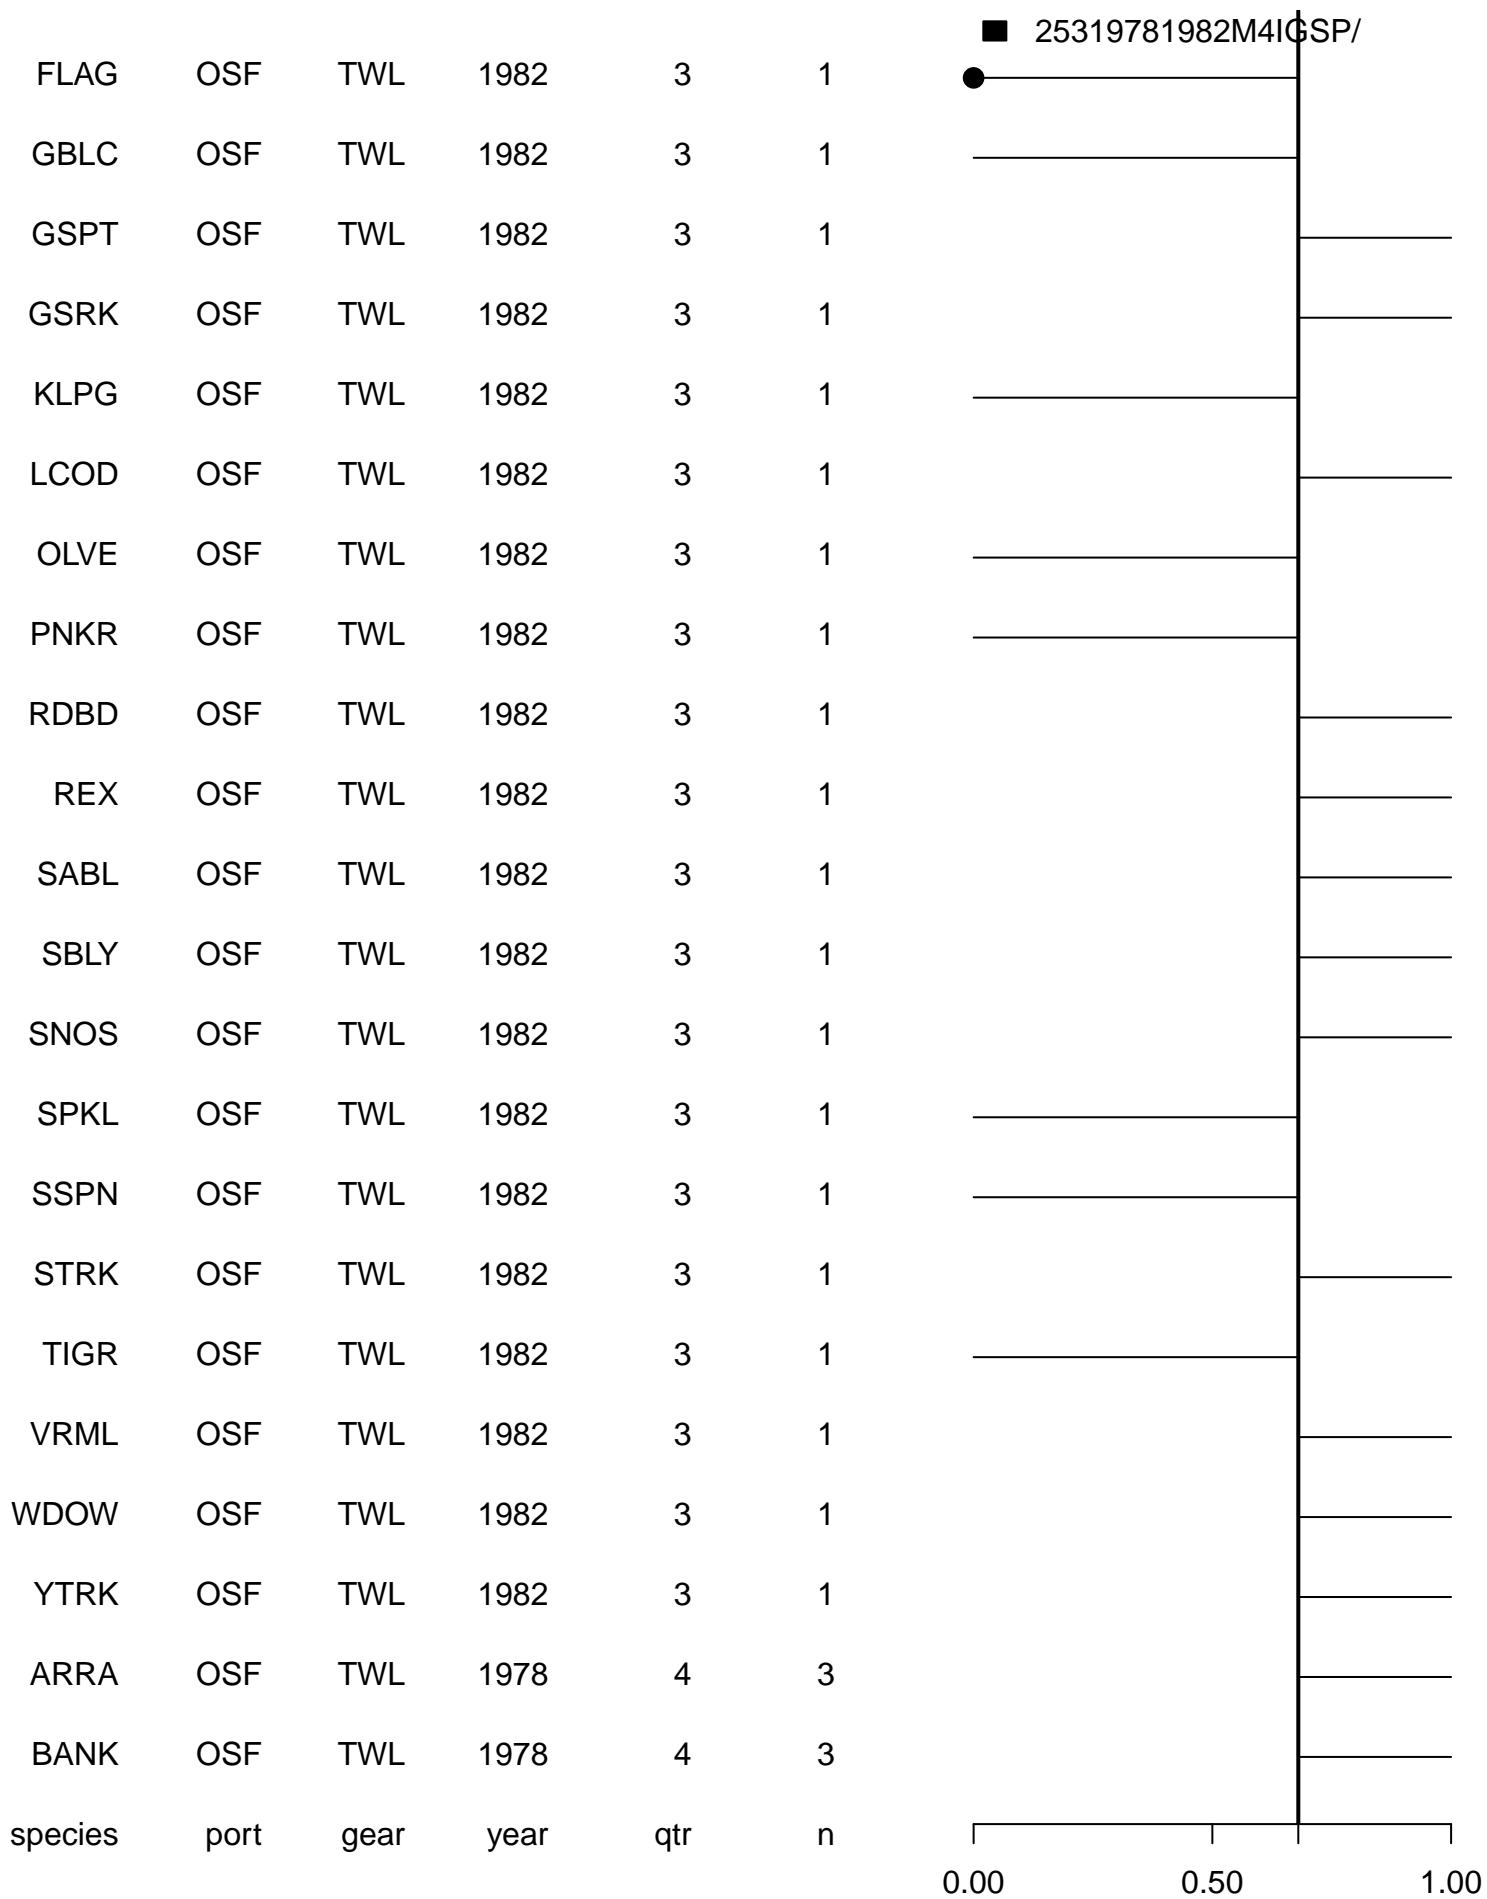 25319781982M4IGSP/
FLAG OSF TWL 1982 3 1
GBLC OSF TWL 1982 3 1
GSPT OSF TWL 1982 3 1
GSRK OSF TWL 1982 3 1
KLPG OSF TWL 1982 3 1
LCOD OSF TWL 1982 3 1
OLVE OSF TWL 1982 3 1
PNKR OSF TWL 1982 3 1
RDBD OSF TWL 1982 3 1
REX OSF TWL 1982 3 1
SABL OSF TWL 1982 3 1
SBLY OSF TWL 1982 3 1
SNOS OSF TWL 1982 3 1
SPKL OSF TWL 1982 3 1
SSPN OSF TWL 1982 3 1
STRK OSF TWL 1982 3 1
TIGR OSF TWL 1982 3 1
VRML OSF TWL 1982 3 1
WDOW OSF TWL 1982 3 1
YTRK OSF TWL 1982 3 1
ARRA OSF TWL 1978 4 3
BANK OSF TWL 1978 4 3
species port gear year qtr n
0.00 0.50 1.00